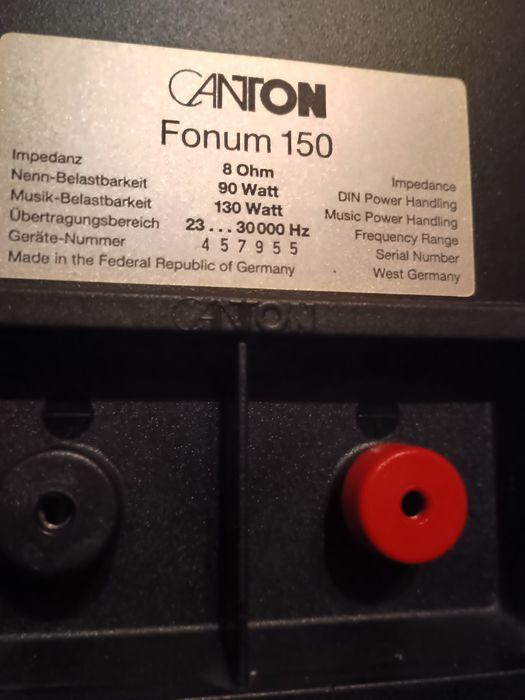 CANTON
Fonum 150
Impedanz 8 Ohm Impedance
Nenn-Belastbarkeit 90 Watt DIN Power Handling
Musik-Belastbarkeit 130 Watt Music Power Handling
Übertragungsbereich 23...30000 Hz Frequency Range
Geräte-Nummer 457955 Serial Number
Made in the Federal Republic of Germany West Germany
CANTON